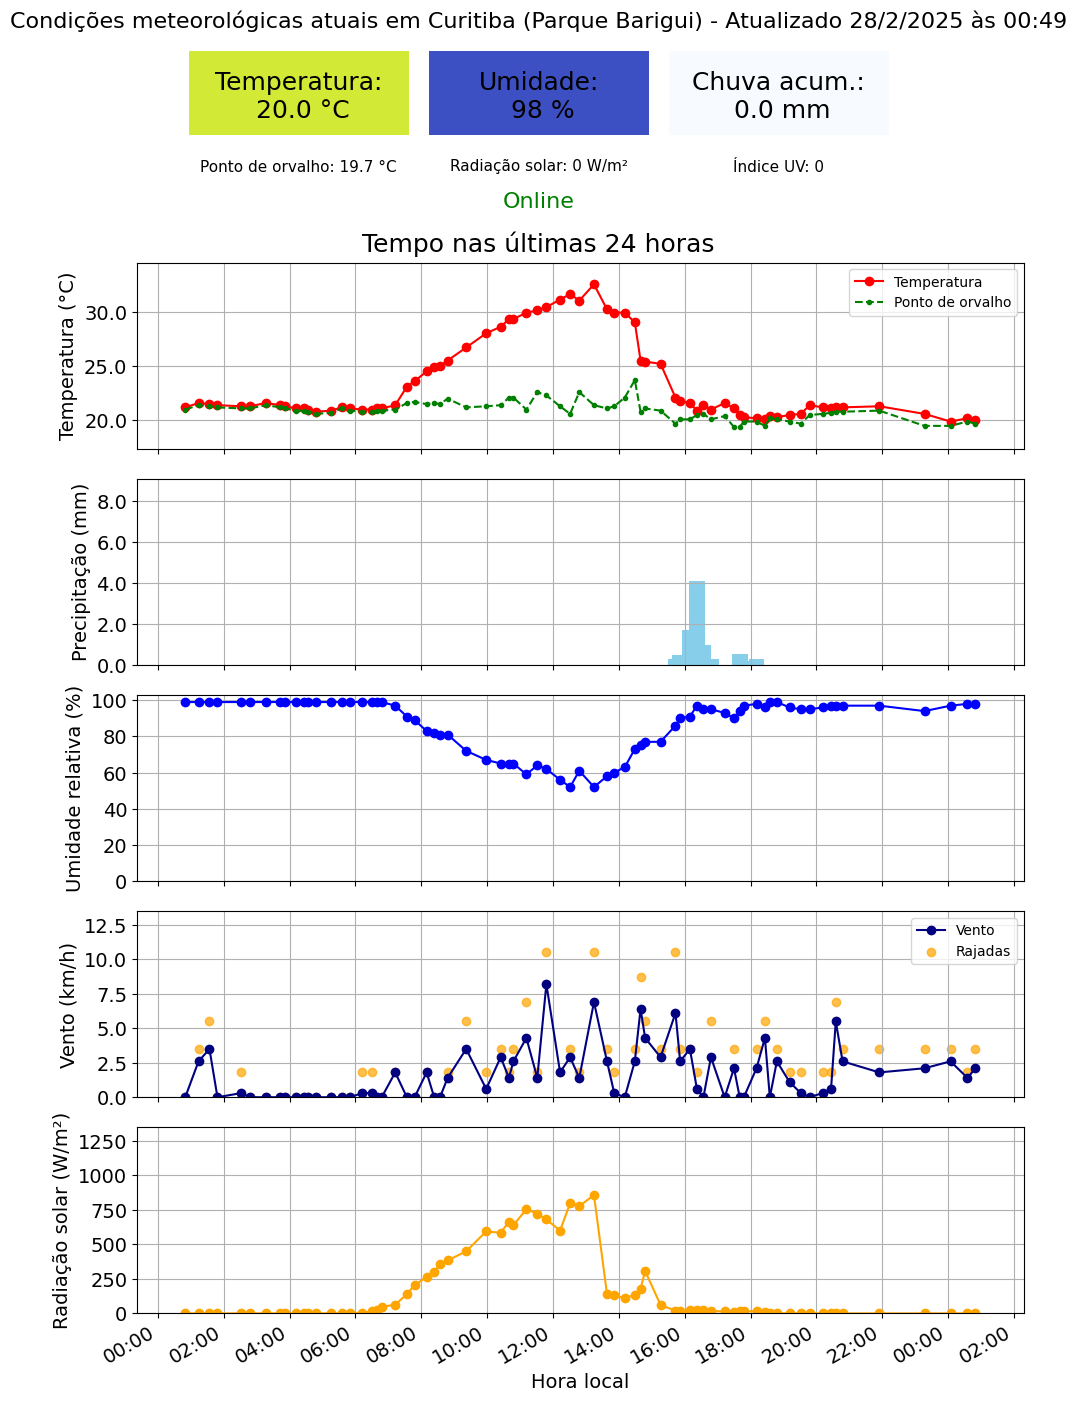 Condições meteorológicas atuais em Curitiba (Parque Barigui) - Atualizado 28/2/2025 às 00:49
Temperatura:
20.0 °C
Umidade:
98 %
Chuva acum.:
0.0 mm
Ponto de orvalho: 19.7 °C
Radiação solar: 0 W/m²
Índice UV: 0
Online
Tempo nas últimas 24 horas
Temperatura (°C)
30.0
25.0
20.0
Temperatura
Ponto de orvalho
Precipitação (mm)
8.0
6.0
4.0
2.0
0.0
Umidade relativa (%)
100
80
60
40
20
0
Vento (km/h)
12.5
10.0
7.5
5.0
2.5
0.0
Vento
Rajadas
Radiação solar (W/m²)
1250
1000
750
500
250
0
00:00 02:00 04:00 06:00 08:00 10:00 12:00 14:00 16:00 18:00 20:00 22:00 00:00 02:00
Hora local